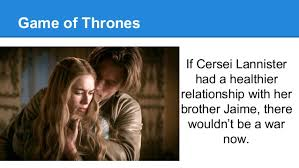 Game of Thrones
If Cersei Lannister
had a healthier
relationship with her
brother Jaime, there
wouldn't be a war
now.